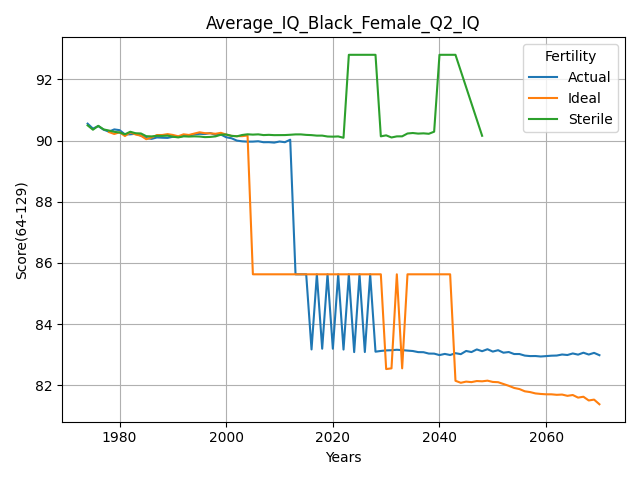 Average_IQ_Black_Female_Q2_IQ
Score(64-129)
92
90
88
86
84
82
1980
2000
2020
2040
2060
Years
Fertility
Actual
Ideal
Sterile